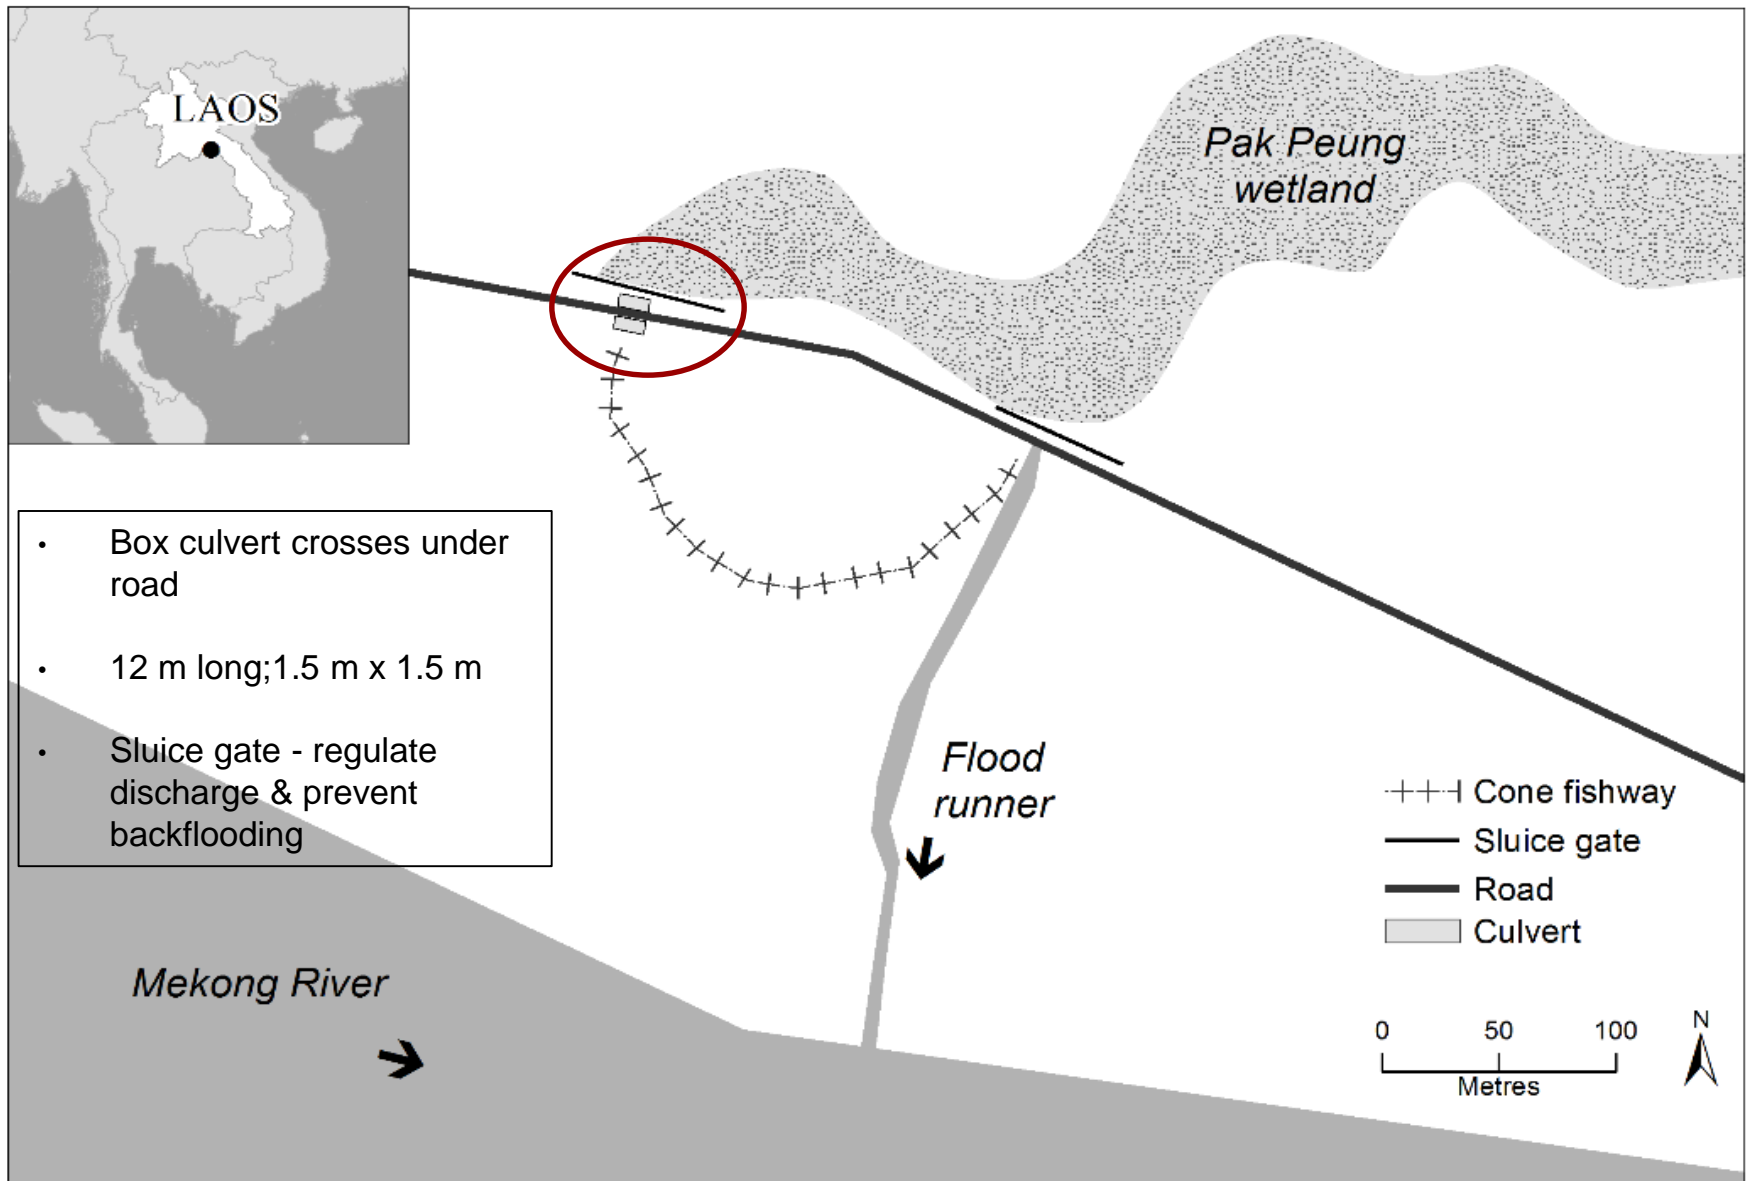 LAOS
Pak Peung
wetland
• Box culvert crosses under
road
• 12 m long;1.5 m x 1.5 m
• Sluice gate - regulate
discharge & prevent
backflooding
Flood
runner
Mekong River
Cone fishway
Sluice gate
Road
Culvert
0 50 100
Metres
N